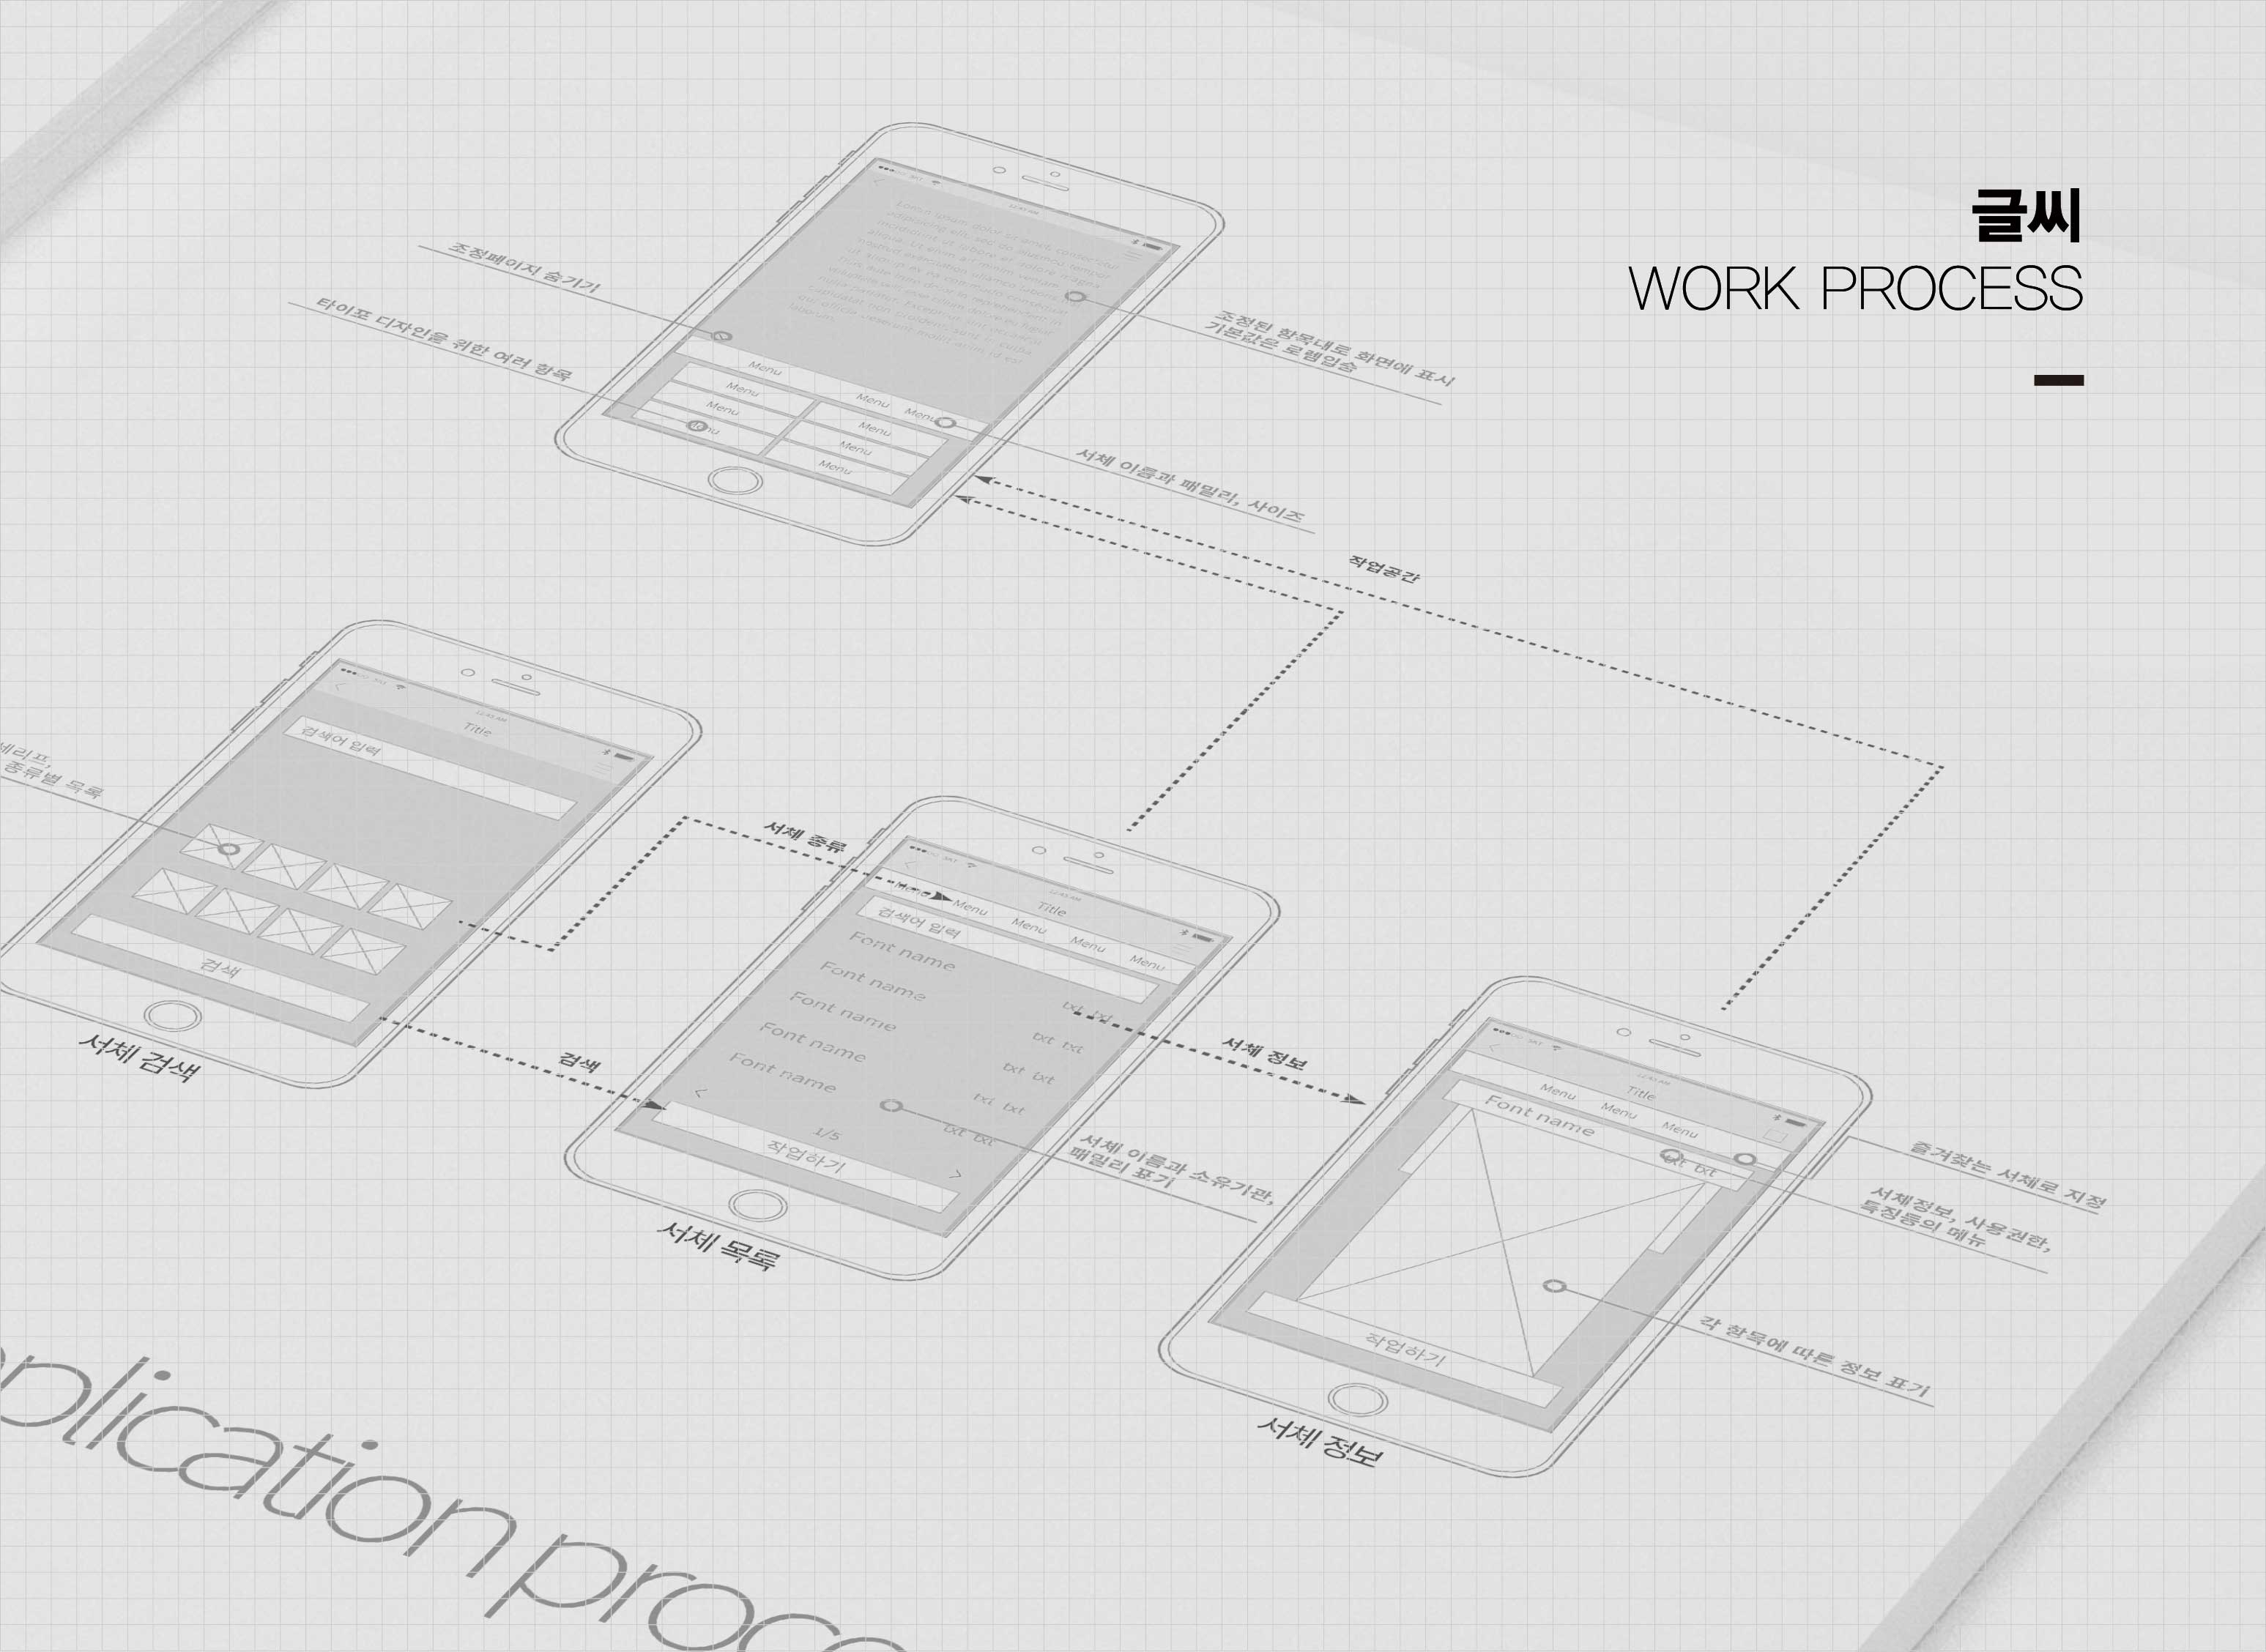 글씨
WORK PROCESS
조정페이지 숨기기
타이포 디자인을 위한 여러 항목
조정된 항목내로 화면에 표시
기본값은 로렘입숨
Menu
Menu
Menu
Menu
Menu
Menu
Menu
Menu
서체 이름과 패밀리, 사이즈
작업공간
세리프,
종류별 목록
Title
검색어 입력
검색
서체 검색
서체 종류
검색
Title
Menu
Menu
Menu
Menu
Menu
검색어 입력
Font name
txt txt
Font name
txt txt
Font name
txt txt
Font name
txt txt
Font name
txt txt
<
1/5
>
작업하기
서체 목록
서체 이름과 소유기관,
패밀리 표기
서체 정보
Title
Menu
Menu
Menu
Font name
txt txt
작업하기
서체 정보
즐겨찾는 서체로 지정
서체정보, 사용권한,
특징등의 메뉴
각 항목에 따른 정보 표기
plication proce